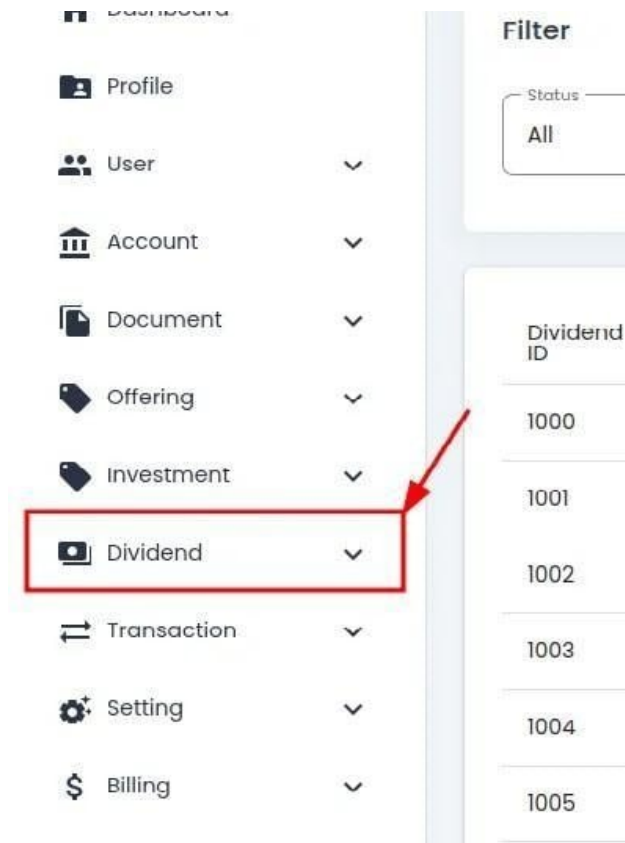 Dashboard
Profile
User
Account
Document
Offering
Investment
Dividend
Transaction
Setting
Billing
Filter
Status
All
Dividend
ID
1000
1001
1002
1003
1004
1005